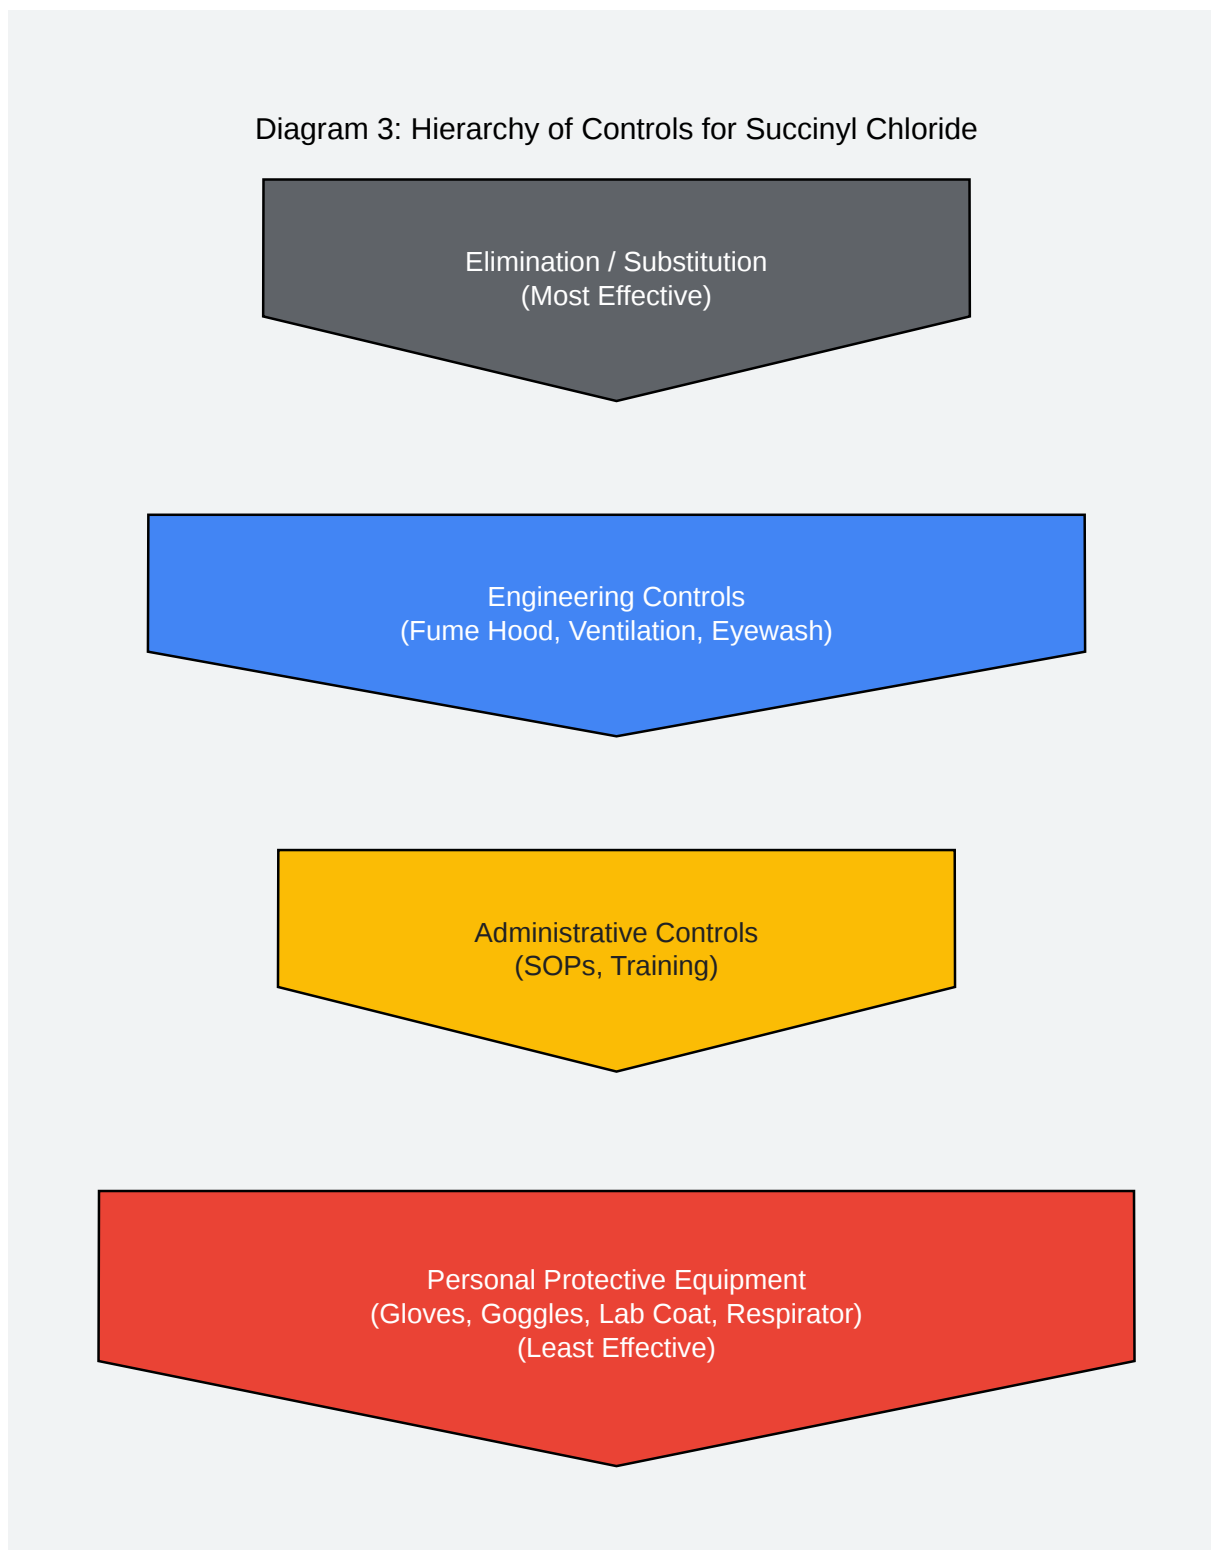 Diagram 3: Hierarchy of Controls for Succinyl Chloride
Elimination / Substitution
(Most Effective)
Engineering Controls
(Fume Hood, Ventilation, Eyewash)
Administrative Controls
(SOPs, Training)
Personal Protective Equipment
(Gloves, Goggles, Lab Coat, Respirator)
(Least Effective)